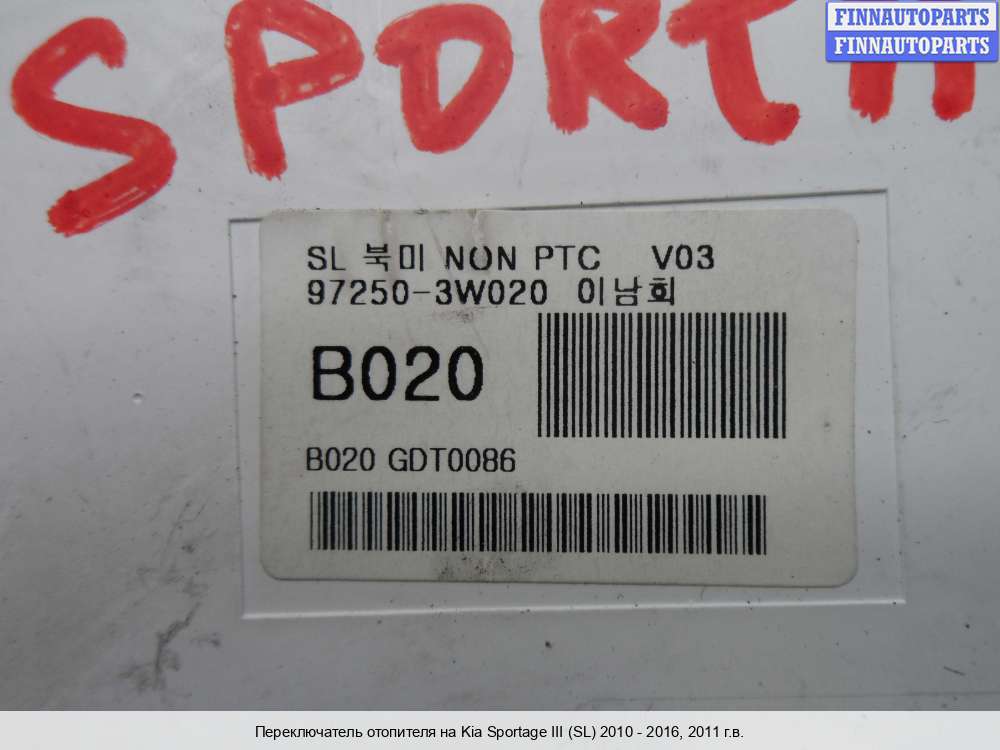 FINNAUTOPARTS
FINNAUTOPARTS
SPORT
SL 북미 NON PTC V03
97250-3W020 이남희
B020
B020 GDT0086
Переключатель отопителя на Kia Sportage III (SL) 2010 - 2016, 2011 г.в.